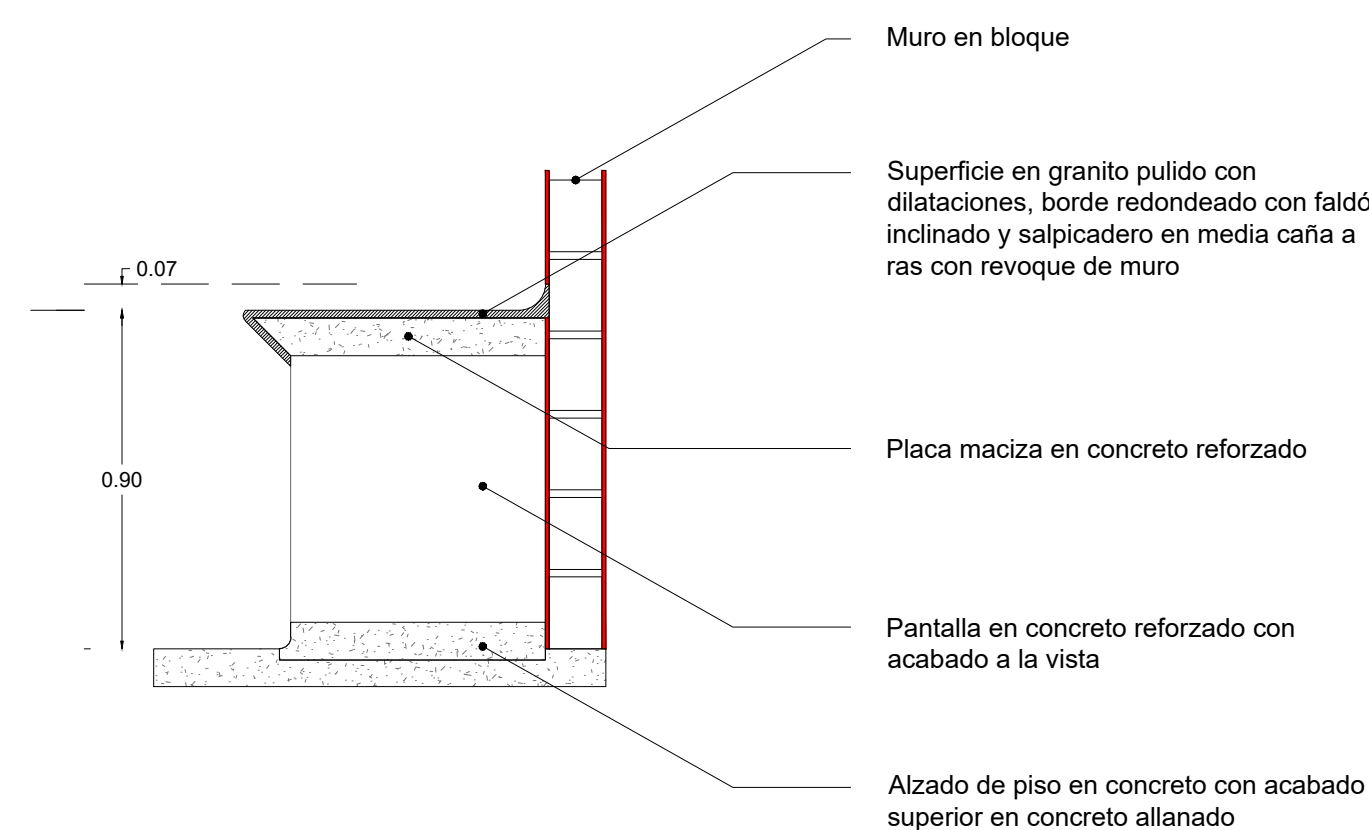 Muro en bloque
Superficie en granito pulido con
dilataciones, borde redondeado con faldó
inclinado y salpicadero en media caña a
ras con revoque de muro
0.07
Placa maciza en concreto reforzado
0.90
Pantalla en concreto reforzado con
acabado a la vista
Alzado de piso en concreto con acabado
superior en concreto allanado